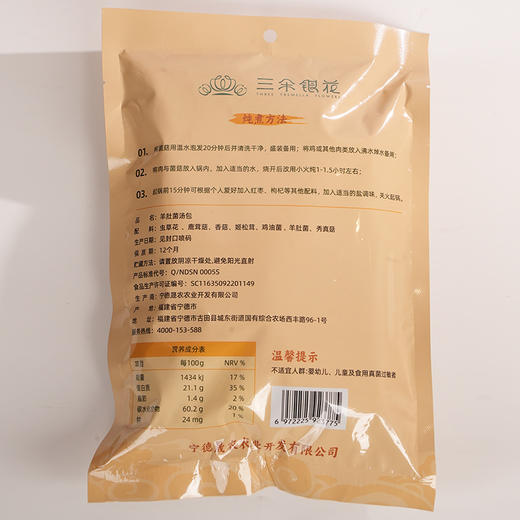 三朵银花
THREE TREMELLA FLOWERS
炖煮方法
01. 将菌菇用温水泡发20分钟后并清洗干净，盛装备用；将鸡或其他肉类放入沸水焯水备用；
02. 将肉与菌菇放入锅内，加入适当的水，烧开后改用小火炖1-1.5小时左右；
03. 起锅前15分钟可根据个人爱好加入红枣、枸杞等其他配料，加入适当的盐调味，关火起锅。
品 名：羊肚菌汤包
配 料：虫草花 、鹿茸菇、香菇、姬松茸、鸡油菌 、羊肚菌、秀真菇
生产日期：见封口喷码
保 质 期：12个月
贮藏方法：请置放阴凉干燥处,避免阳光直射
产品标准代号：Q/NDSN 0005S
食品生产许可证编号：SC11635092201149
生产商：宁德晟农农业开发有限公司
产 地：福建省宁德市
地 址：福建省宁德市古田县城东街道国有综合农场西丰路96-1号
服务热线：4000-153-588
营养成分表
项目 每100g NRV %
能量 1434 kj 17 %
蛋白质 21.1 g 35 %
脂肪 1.4 g 2 %
碳水化合物 60.2 g 20 %
钠 24 mg 1 %
温馨提示
不适宜人群:婴幼儿、儿童及食用真菌过敏者
宁德晟农农业开发有限公司